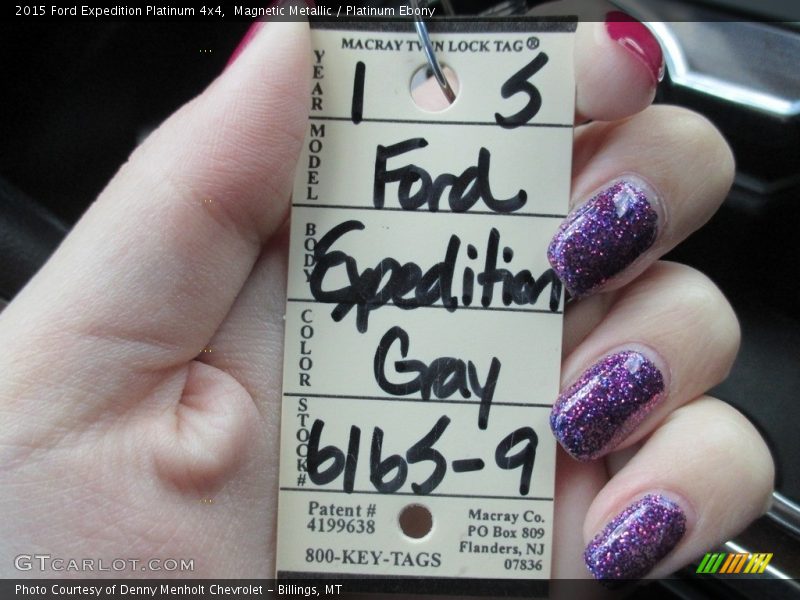 2015 Ford Expedition Platinum 4x4,  Magnetic Metallic / Platinum Ebony
MACRAY TWIN LOCK TAG®
YEAR 1 5
MODEL Ford
BODY Expedition
COLOR Gray
STOCK# 6165-9
Patent #
4199638
800-KEY-TAGS
Macray Co.
PO Box 809
Flanders, NJ
07836
GTCARLOT.COM
Photo Courtesy of Denny Menholt Chevrolet – Billings, MT